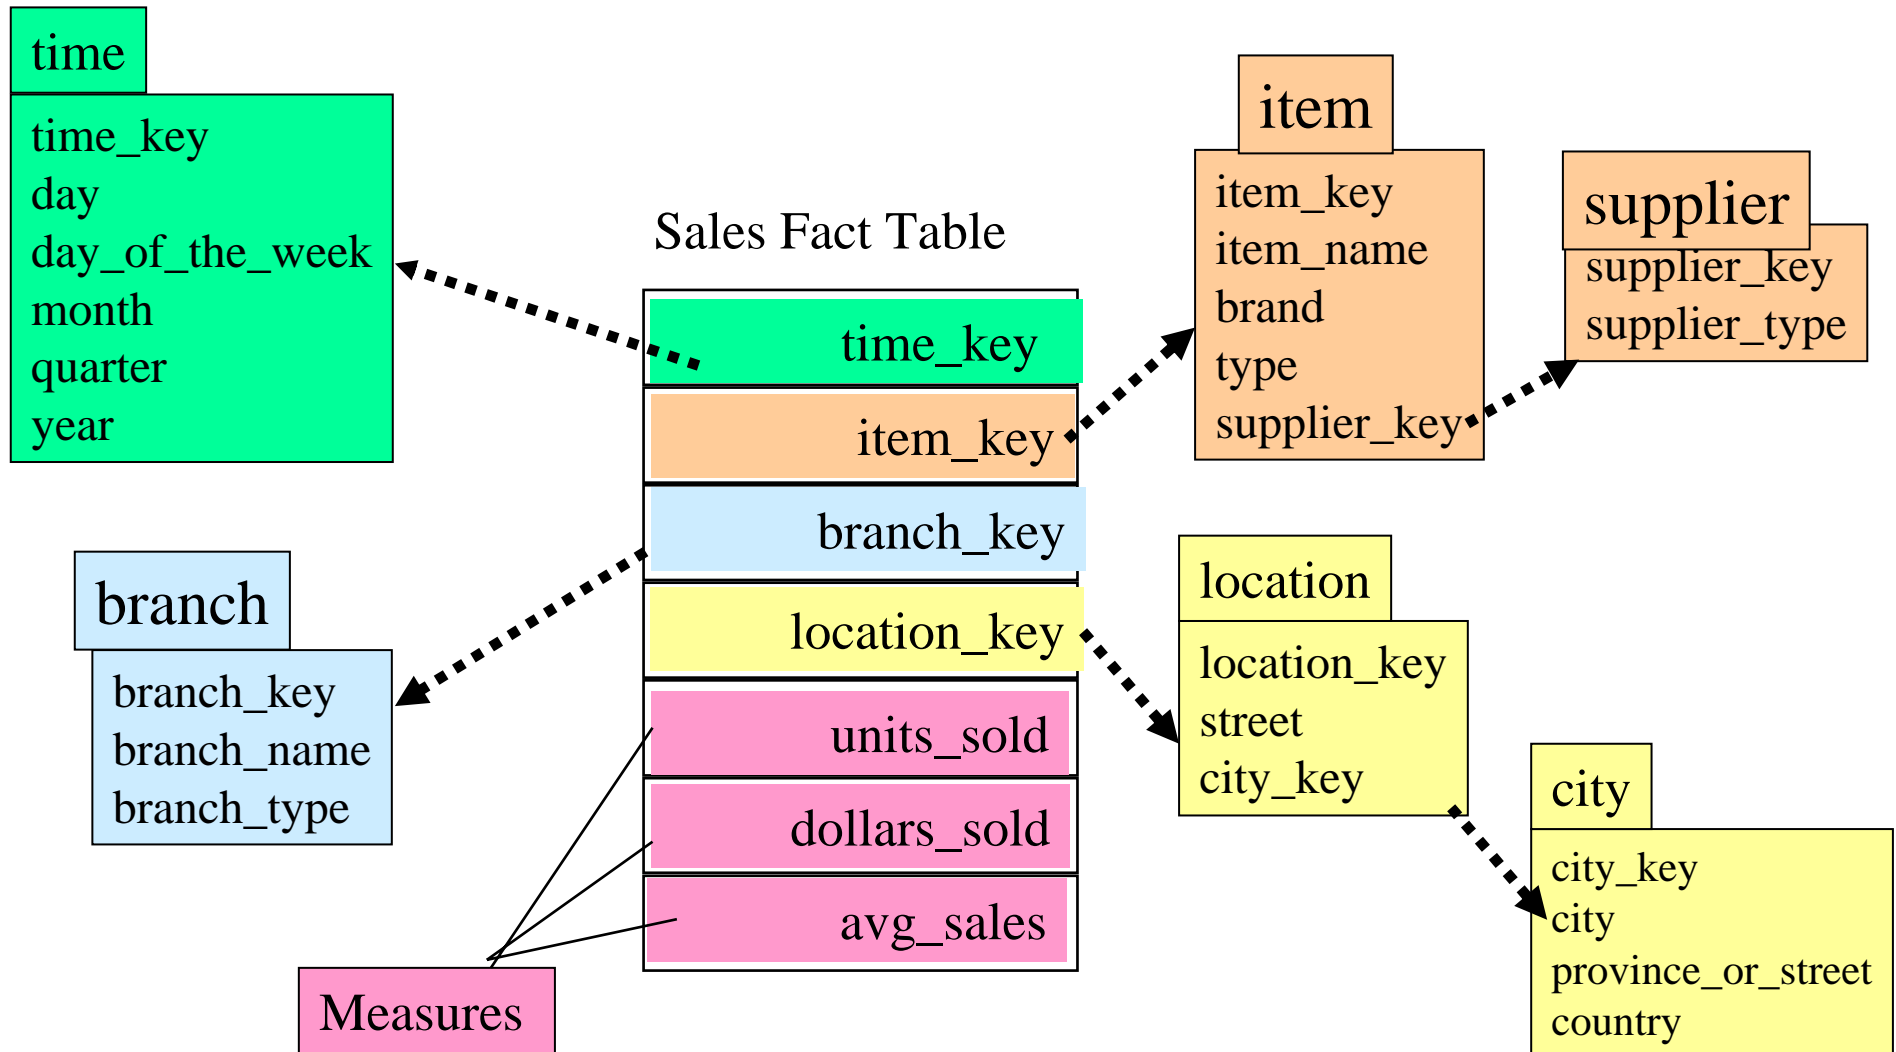 time
time_key
day
day_of_the_week
month
quarter
year
Sales Fact Table
time_key
item_key
branch_key
location_key
units_sold
dollars_sold
avg_sales
item
item_key
item_name
brand
type
supplier_key
supplier
supplier_key
supplier_type
branch
branch_key
branch_name
branch_type
location
location_key
street
city_key
city
city_key
city
province_or_street
country
Measures